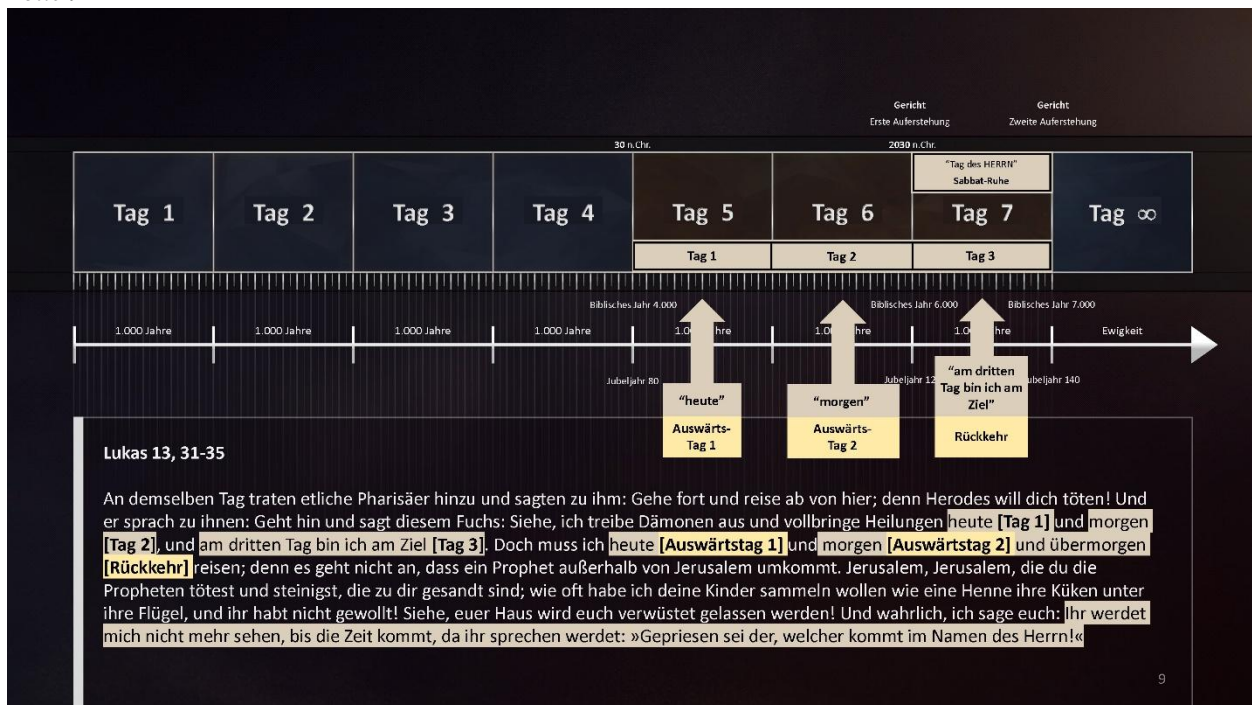 Gericht
Erste Auferstehung
Gericht
Zweite Auferstehung
30 n.Chr.
2030 n.Chr.
"Tag des HERRN"
Sabbat-Ruhe
Tag 1
Tag 2
Tag 3
Tag 4
Tag 5
Tag 6
Tag 7
Tag ∞
Tag 1
Tag 2
Tag 3
Biblisches Jahr 4.000
Biblisches Jahr 6.000
Biblisches Jahr 7.000
1.000 Jahre
1.000 Jahre
1.000 Jahre
1.000 Jahre
Ewigkeit
Jubeljahr 80
Jubeljahr 140
"heute"
Auswärts-
Tag 1
"morgen"
Auswärts-
Tag 2
"am dritten
Tag bin ich am
Ziel"
Rückkehr
Lukas 13, 31-35
An demselben Tag traten etliche Pharisäer hinzu und sagten zu ihm: Gehe fort und reise ab von hier; denn Herodes will dich töten! Und
er sprach zu ihnen: Geht hin und sagt diesem Fuchs: Siehe, ich treibe Dämonen aus und vollbringe Heilungen heute [Tag 1] und morgen
[Tag 2], und am dritten Tag bin ich am Ziel [Tag 3]. Doch muss ich heute [Auswärtstag 1] und morgen [Auswärtstag 2] und übermorgen
[Rückkehr] reisen; denn es geht nicht an, dass ein Prophet außerhalb von Jerusalem umkommt. Jerusalem, Jerusalem, die du die
Propheten tötest und steinigst, die zu dir gesandt sind; wie oft habe ich deine Kinder sammeln wollen wie eine Henne ihre Küken unter
ihre Flügel, und ihr habt nicht gewollt! Siehe, euer Haus wird euch verwüstet gelassen werden! Und wahrlich, ich sage euch: Ihr werdet
mich nicht mehr sehen, bis die Zeit kommt, da ihr sprechen werdet: »Gepriesen sei der, welcher kommt im Namen des Herrn!«
9